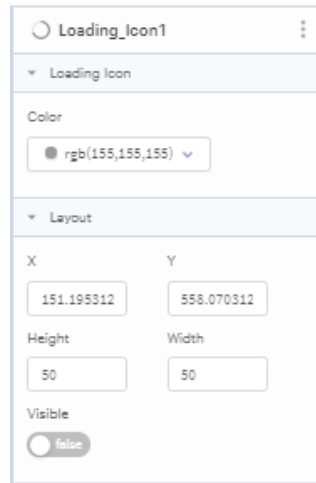 Loading_Icon1
Loading Icon
Color
rgb(155,155,155)
Layout
X Y
151.195312 558.070312
Height Width
50 50
Visible
false